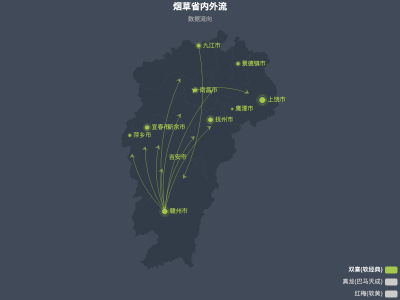 烟草省内外流
数据流向
九江市
景德镇市
南昌市
上饶市
鹰潭市
抚州市
宜春市
新余市
萍乡市
吉安市
赣州市
双喜(软经典)
真龙(巴马天成)
红梅(软黄)